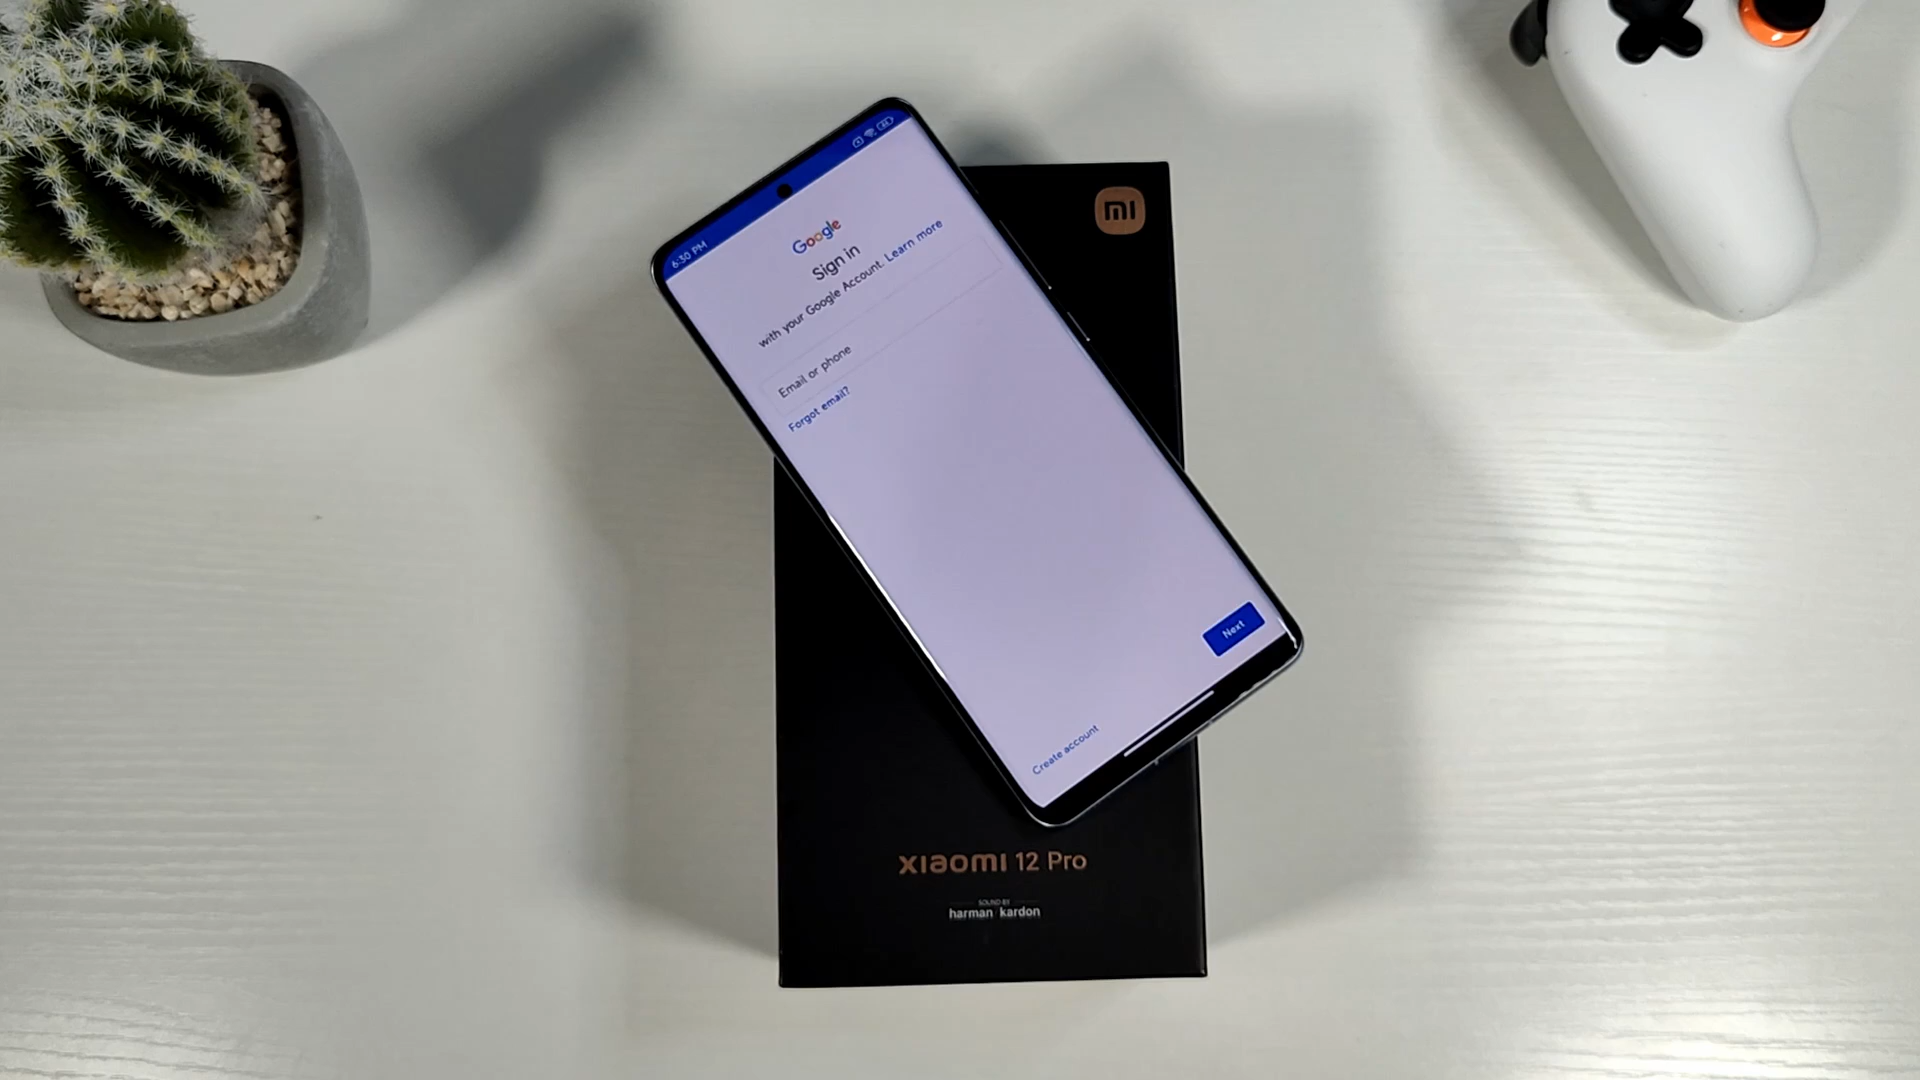 6:30 PM
Google
Sign in
with your Google Account. Learn more
Email or phone
Forgot email?
Next
Create account
mi
xiaomi 12 Pro
SOUND BY
harman kardon